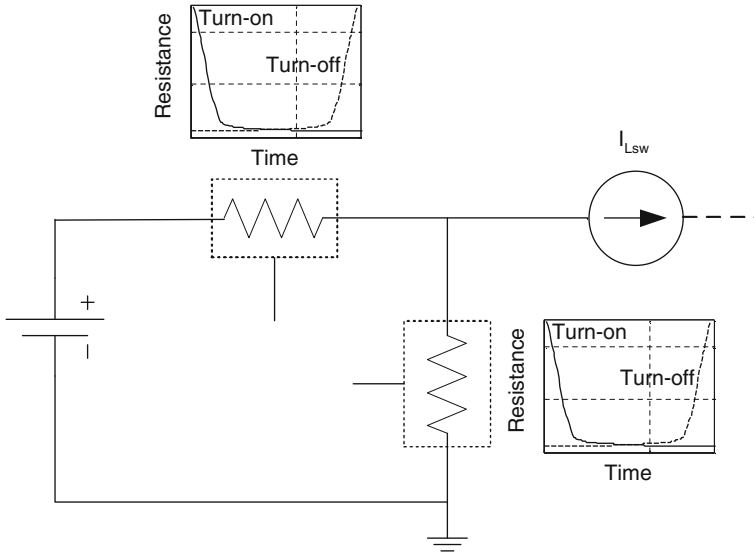 Turn-on
Turn-off
Resistance
Time
I_Lsw
+
−
Turn-on
Turn-off
Resistance
Time